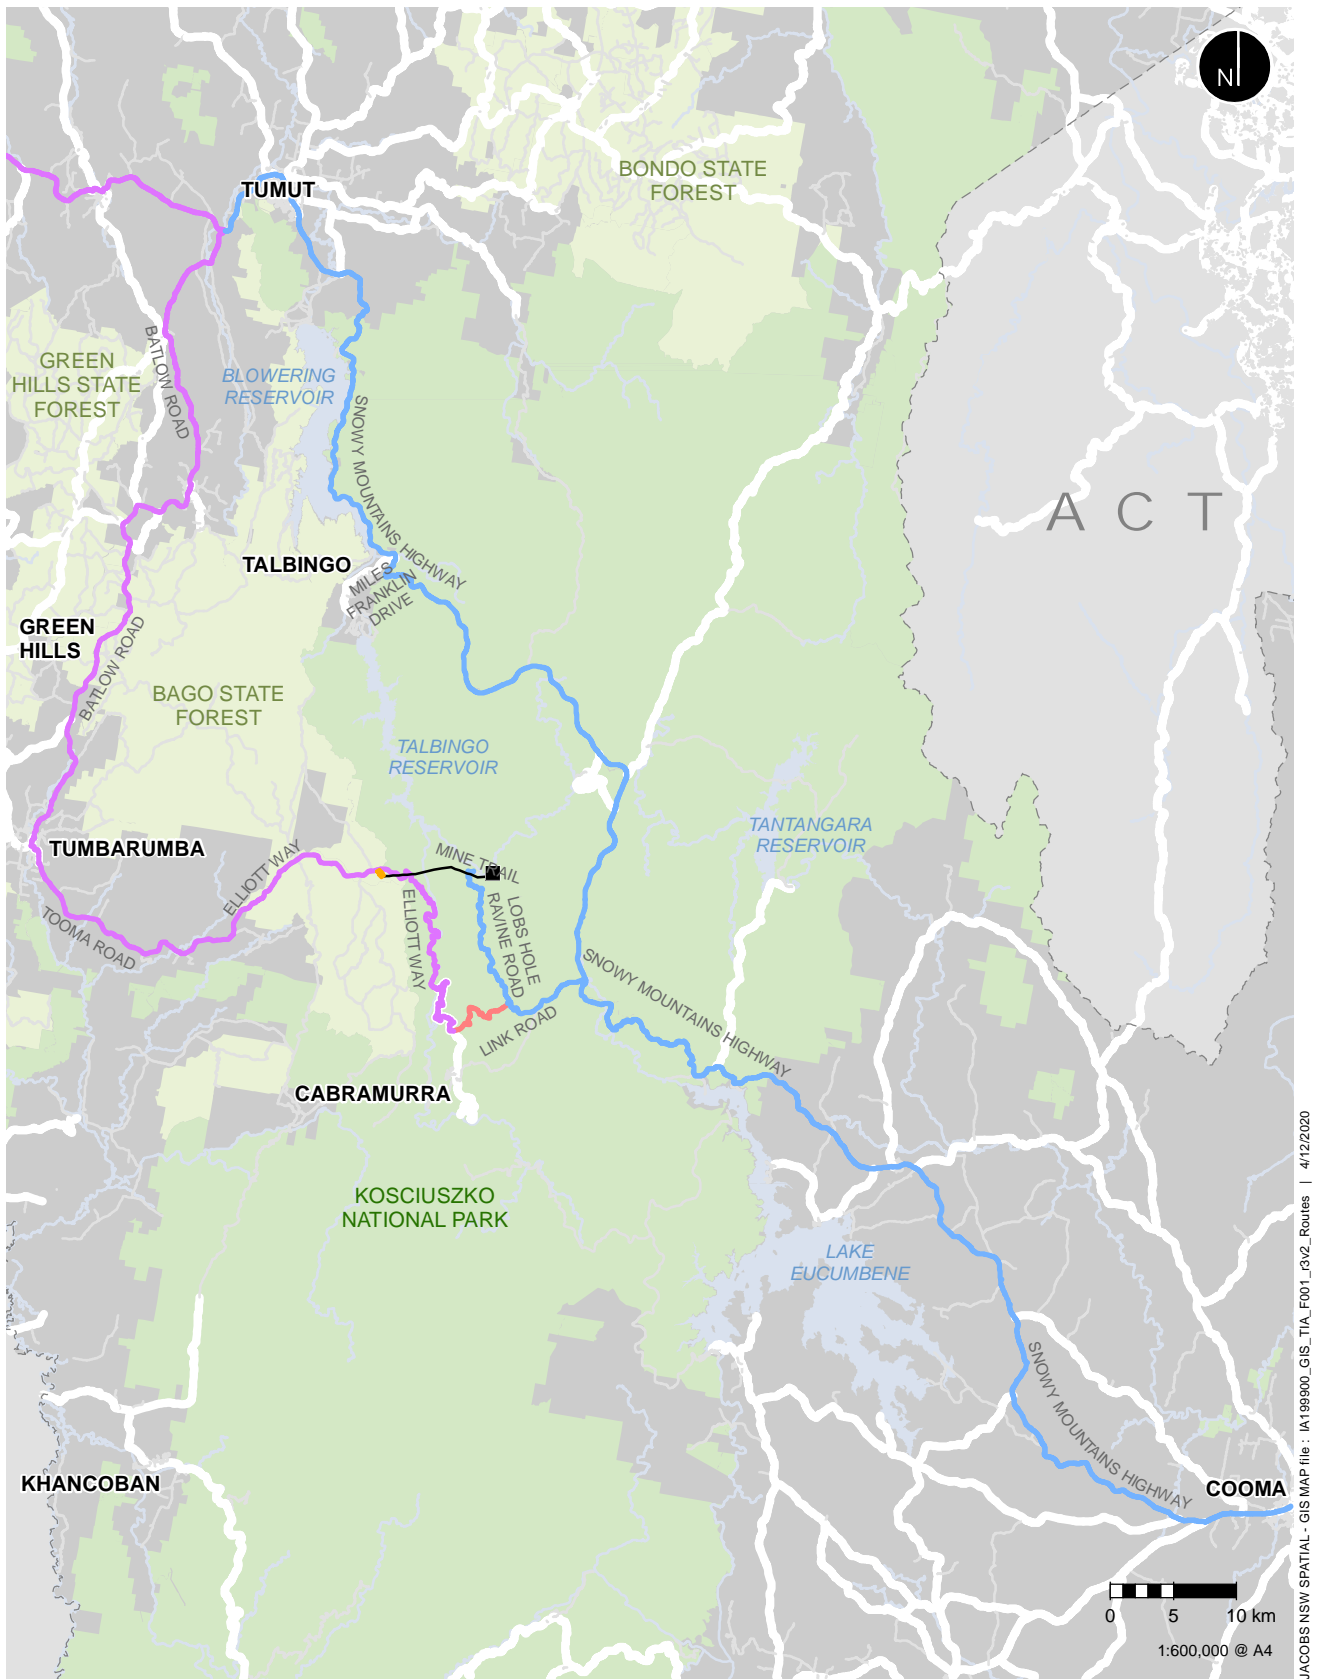 N
BONDO STATE
FOREST
TUMUT
BATLOW ROAD
GREEN
HILLS STATE
FOREST
BLOWERING
RESERVOIR
SNOWY MOUNTAINS HIGHWAY
A C T
TALBINGO
MILES
FRANKLIN
DRIVE
GREEN
HILLS
BATLOW ROAD
BAGO STATE
FOREST
TALBINGO
RESERVOIR
TANTANGARA
RESERVOIR
TUMBARUMBA
ELLIOTT WAY
MINE TRAIL
TOOMA ROAD
ELLIOTT WAY
LOBS HOLE
RAVINE ROAD
SNOWY MOUNTAINS HIGHWAY
LINK ROAD
CABRAMURRA
KOSCIUSZKO
NATIONAL PARK
LAKE
EUCUMBENE
SNOWY MOUNTAINS HIGHWAY
KHANCOBAN
COOMA
0 5 10 km
1:600,000 @ A4
JACOBS NSW SPATIAL - GIS MAP file : IA199900_GIS_TIA_F001_r3v2_Routes | 4/12/2020